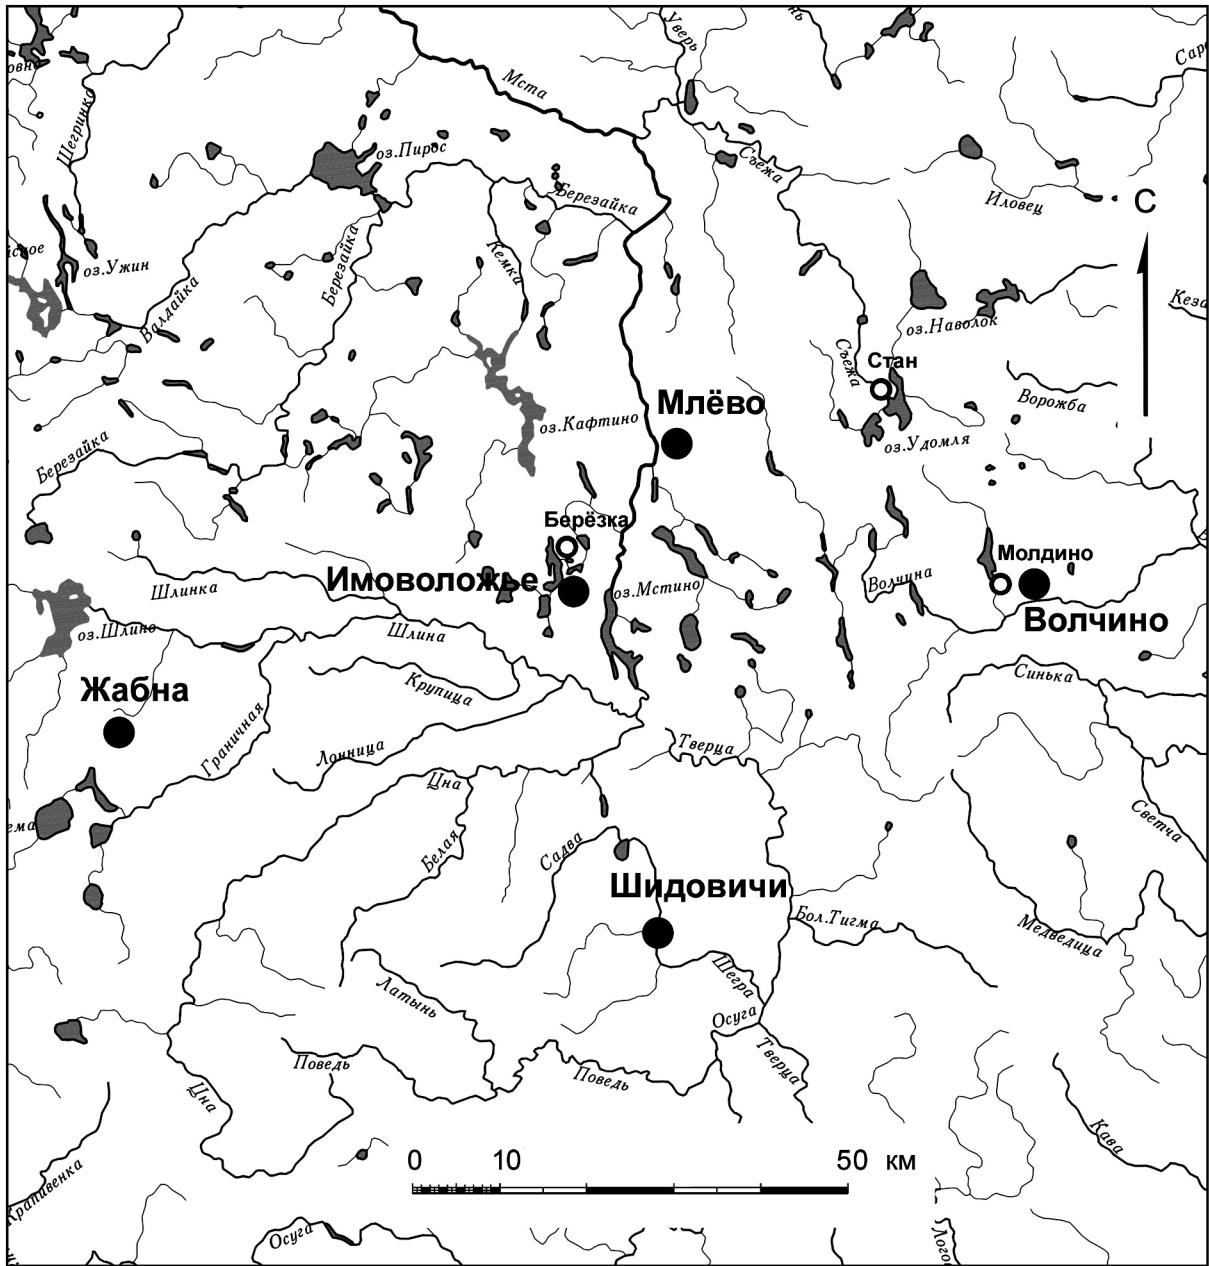 Уверь
Мста
Шегринка
оз.Пирос
Съежа
Березайка
Иловец
С
оз.Ужин
Березайка
Кемка
Валдайка
оз.Наволок
Съежа
Стан
Млёво
Ворожба
оз.Кафтино
оз.Удомля
Березайка
Берёзка
Молдино
Имоволожье
Волчина
Шлинка
оз.Мстино
Волчино
оз.Шлино
Шлина
Синька
Жабна
Крупица
Граничная
Лонница
Тверца
Цна
Светча
Белая
Садва
Шидовичи
Бол.Тигма
Медведица
Шегра
Латынь
Осуга
Поведь
Поведь
Тверца
Цна
Кава
0 10 50 км
Крапивенка
Осуга